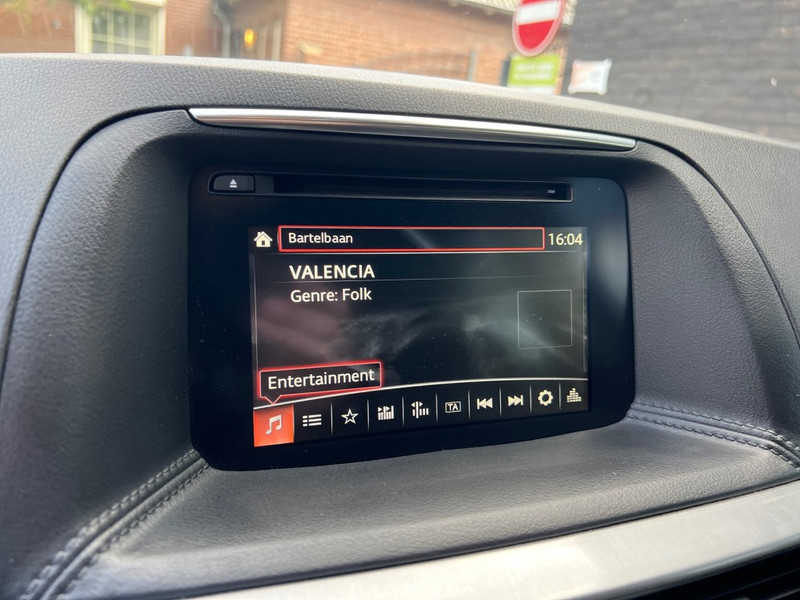 Bartelbaan
16:04
VALENCIA
Genre: Folk
Entertainment
TA